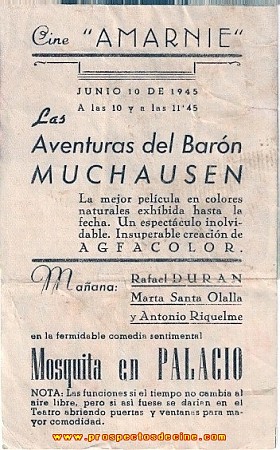 Cine "AMARNIE"
JUNIO 10 DE 1945
A las 10 y a las 11'45
Las
Aventuras del Barón
MUCHAUSEN
La mejor película en colores
naturales exhibida hasta la
fecha. Un espectáculo inolvi-
dable. Insuperable creación de
AGFACOLOR.
Mañana: Rafael DURAN
Marta Santa Olalla
y Antonio Riquelme
en la fermidable comedia sentimental
Mosquita en PALACIO
NOTA: Las funciones si el tiempo no cambia al
aire libre, pero si así fuese se darían en el
Teatro abriendo puertas y ventanas para ma-
yor comodidad.
www.prospectosdecine.com